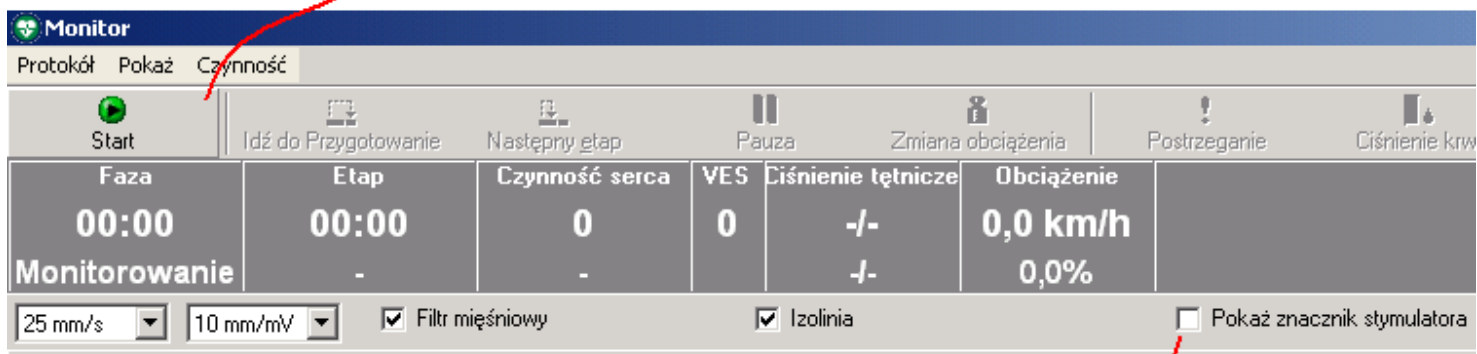 Monitor
Protokół Pokaż Czynność
Start Idź do Przygotowanie Następny etap Pauza Zmiana obciążenia Postrzeganie Ciśnienie krw
Faza Etap Czynność serca VES Ciśnienie tętnicze Obciążenie
00:00 00:00 0 0 -/- 0,0 km/h
Monitorowanie - - -/- 0,0%
25 mm/s 10 mm/mV Filtr mięśniowy Izolinia Pokaż znacznik stymulatora